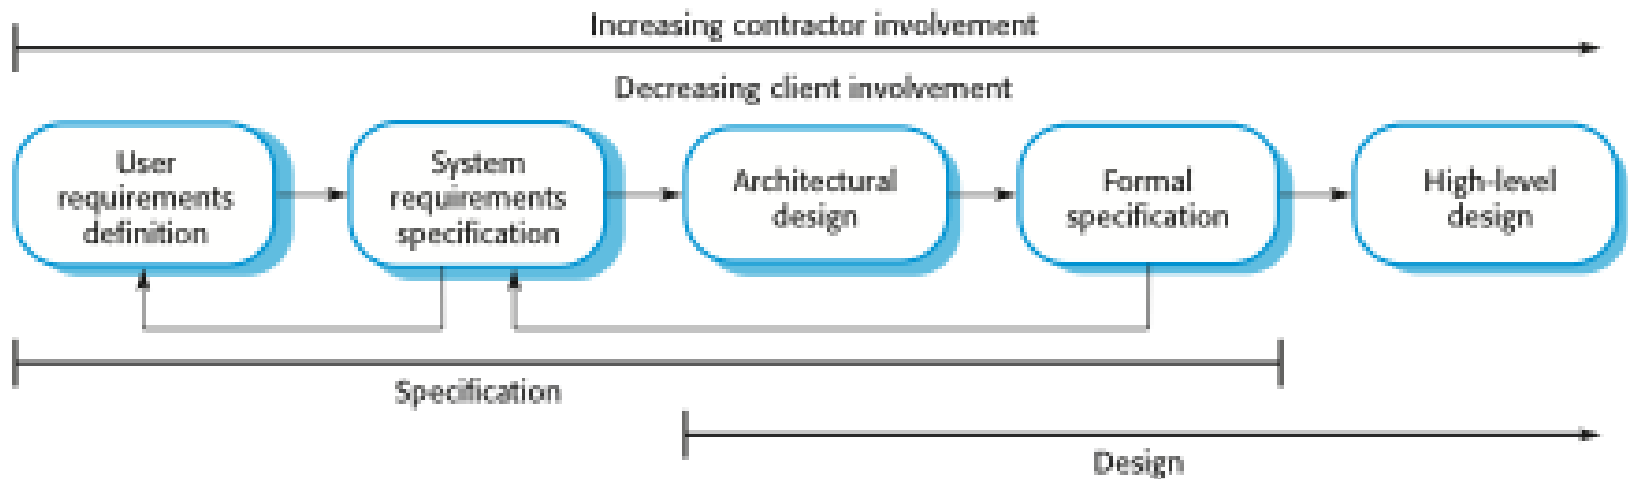 Increasing contractor involvement
Decreasing client involvement
User
requirements
definition
System
requirements
specification
Architectural
design
Formal
specification
High-level
design
Specification
Design